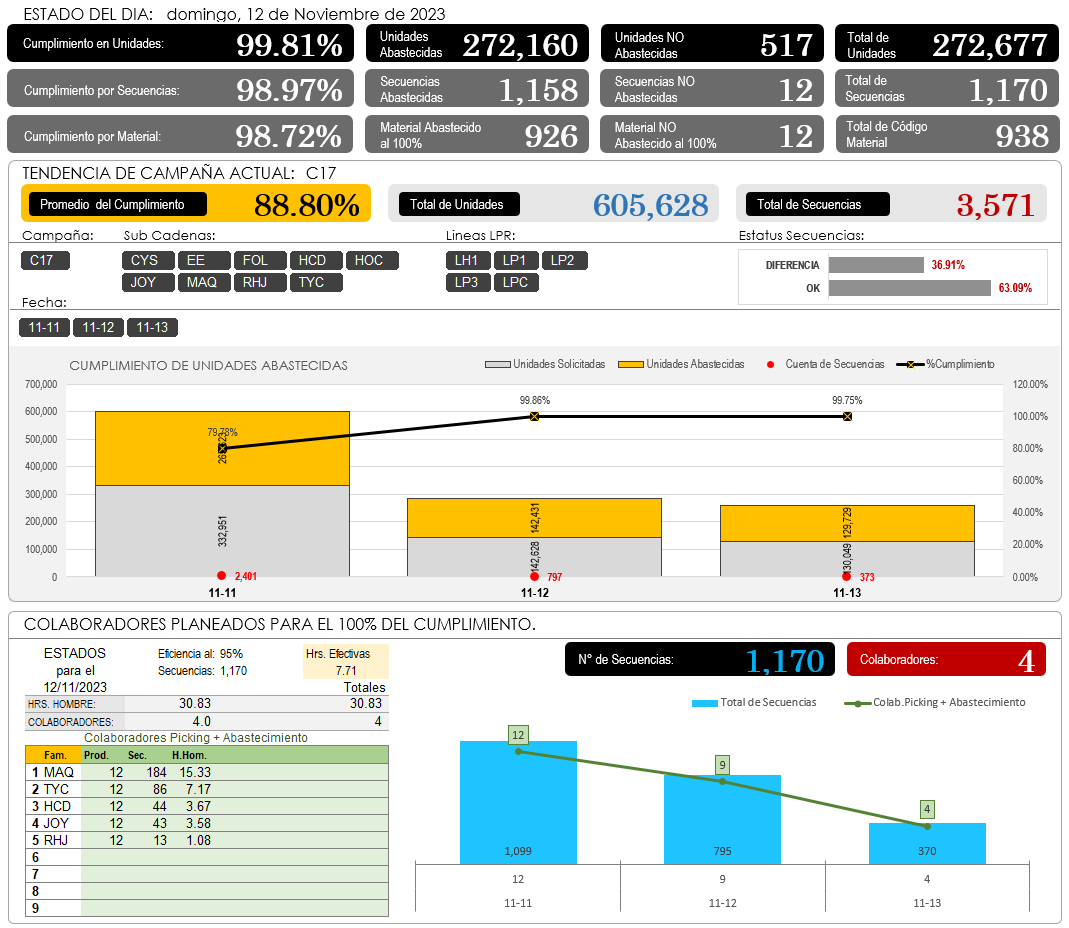 ESTADO DEL DIA: domingo, 12 de Noviembre de 2023
Cumplimiento en Unidades: 99.81%
Unidades Abastecidas 272,160
Unidades NO Abastecidas 517
Total de Unidades 272,677
Cumplimiento por Secuencias: 98.97%
Secuencias Abastecidas 1,158
Secuencias NO Abastecidas 12
Total de Secuencias 1,170
Cumplimiento por Material: 98.72%
Material Abastecido al 100% 926
Material NO Abastecido al 100% 12
Total de Código Material 938
TENDENCIA DE CAMPAÑA ACTUAL: C17
Promedio del Cumplimiento 88.80%
Total de Unidades 605,628
Total de Secuencias 3,571
Campaña: Sub Cadenas: Lineas LPR: Estatus Secuencias:
C17 CYS EE FOL HCD HOC LH1 LP1 LP2
JOY MAQ RHJ TYC LP3 LPC
DIFERENCIA 36.91%
OK 63.09%
Fecha:
11-11 11-12 11-13
CUMPLIMIENTO DE UNIDADES ABASTECIDAS
Unidades Solicitadas Unidades Abastecidas Cuenta de Secuencias %Cumplimiento
700,000 120.00%
600,000 100.00%
500,000 80.00%
400,000 60.00%
300,000 40.00%
200,000 20.00%
100,000 0.00%
0
79.78% 99.86% 99.75%
142,431 129,729
332,951 142,628 130,049
2,401 797 373
11-11 11-12 11-13
COLABORADORES PLANEADOS PARA EL 100% DEL CUMPLIMIENTO.
ESTADOS para el 12/11/2023
Eficiencia al: 95%
Secuencias: 1,170
Hrs. Efectivas
7.71
Totales
HRS. HOMBRE: 30.83 30.83
COLABORADORES: 4.0 4
Colaboradores Picking + Abastecimiento
Fam. Prod. Sec. H.Hom.
1 MAQ 12 184 15.33
2 TYC 12 86 7.17
3 HCD 12 44 3.67
4 JOY 12 43 3.58
5 RHJ 12 13 1.08
6
7
8
9
N° de Secuencias: 1,170
Colaboradores: 4
Total de Secuencias Colab.Picking + Abastecimiento
12 9 4
1,099 795 370
12 9 4
11-11 11-12 11-13